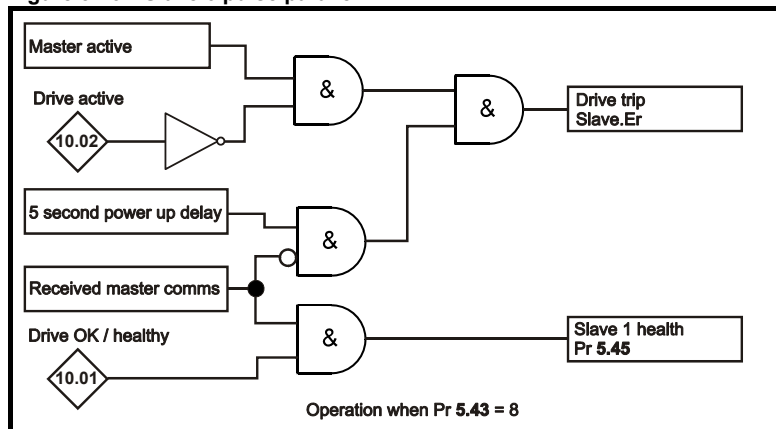 Master active
&
Drive active
10.02
&
Drive trip
Slave.Er
5 second power up delay
&
Received master comms
Drive OK / healthy
10.01
&
Slave 1 health
Pr 5.45
Operation when Pr 5.43 = 8